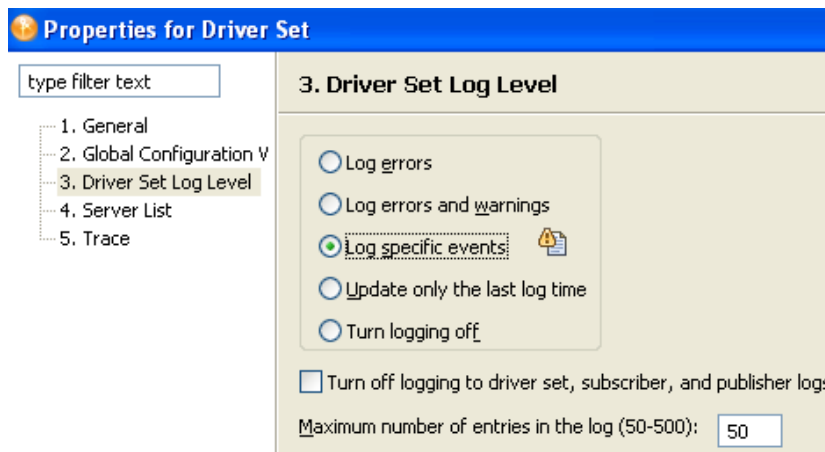 Properties for Driver Set
type filter text
1. General
2. Global Configuration V
3. Driver Set Log Level
4. Server List
5. Trace
3. Driver Set Log Level
Log errors
Log errors and warnings
Log specific events
Update only the last log time
Turn logging off
Turn off logging to driver set, subscriber, and publisher logs
Maximum number of entries in the log (50-500): 50